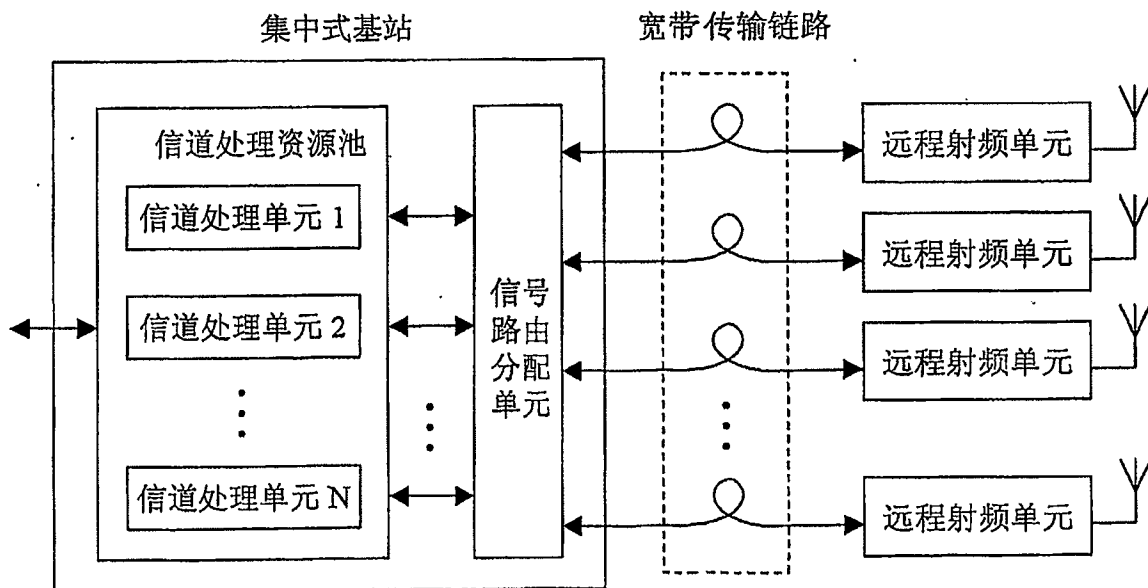 集中式基站
宽带传输链路
信道处理资源池
信道处理单元 1
信道处理单元 2
信道处理单元 N
信号
路由
分配
单元
远程射频单元
远程射频单元
远程射频单元
远程射频单元